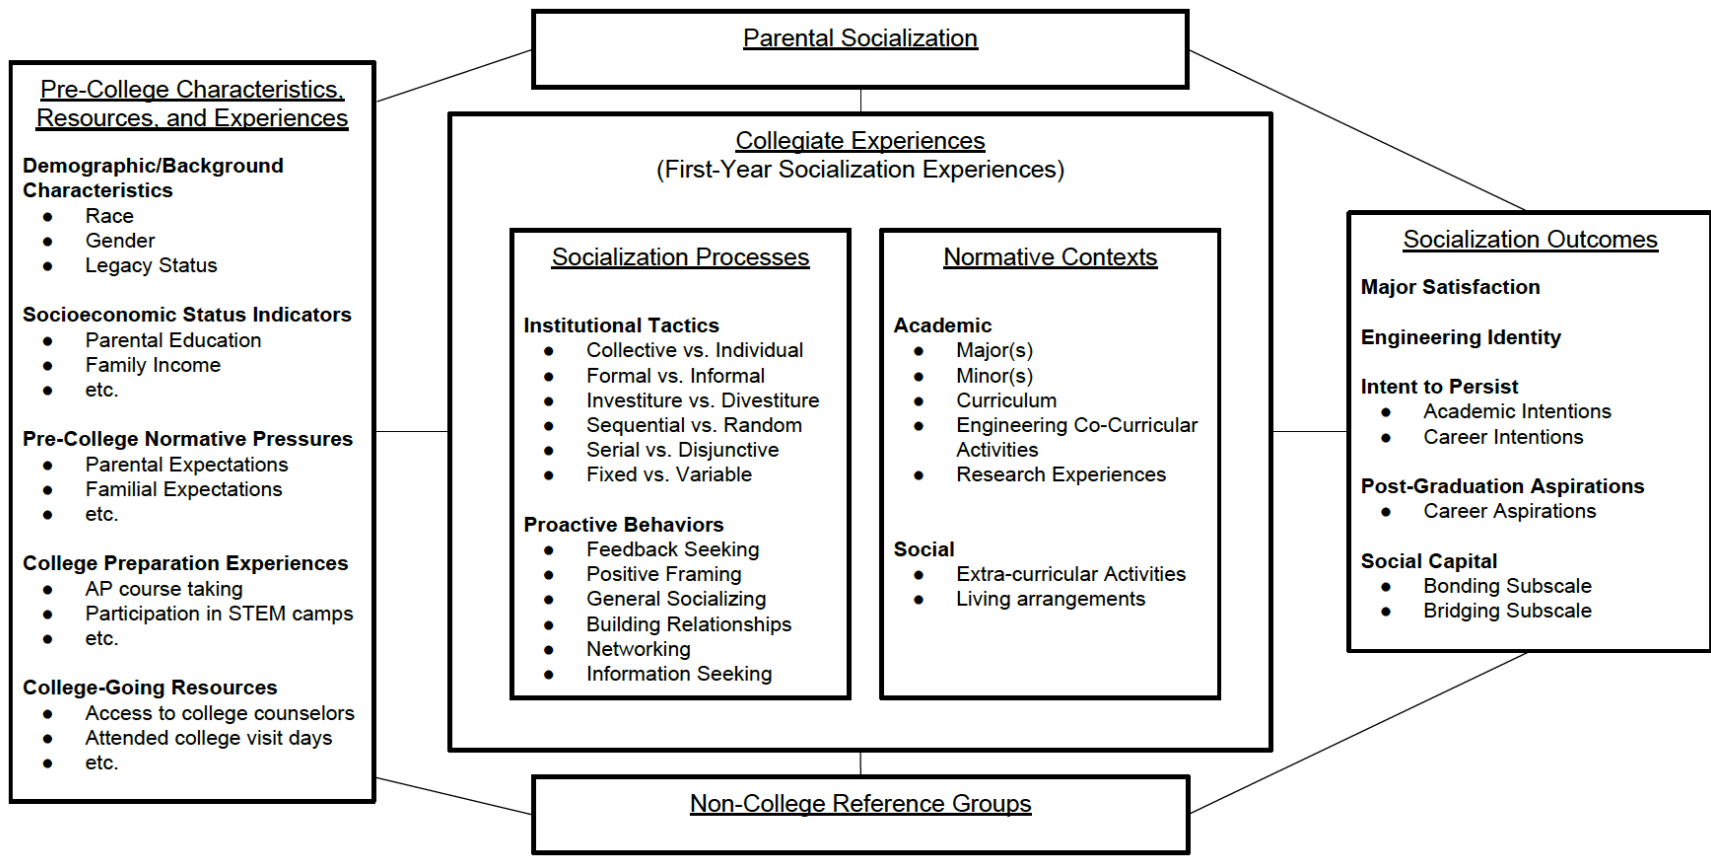 Parental Socialization
Pre-College Characteristics,
Resources, and Experiences
Demographic/Background
Characteristics
● Race
● Gender
● Legacy Status
Socioeconomic Status Indicators
● Parental Education
● Family Income
● etc.
Pre-College Normative Pressures
● Parental Expectations
● Familial Expectations
● etc.
College Preparation Experiences
● AP course taking
● Participation in STEM camps
● etc.
College-Going Resources
● Access to college counselors
● Attended college visit days
● etc.
Collegiate Experiences
(First-Year Socialization Experiences)
Socialization Processes
Institutional Tactics
● Collective vs. Individual
● Formal vs. Informal
● Investiture vs. Divestiture
● Sequential vs. Random
● Serial vs. Disjunctive
● Fixed vs. Variable
Proactive Behaviors
● Feedback Seeking
● Positive Framing
● General Socializing
● Building Relationships
● Networking
● Information Seeking
Normative Contexts
Academic
● Major(s)
● Minor(s)
● Curriculum
● Engineering Co-Curricular
Activities
● Research Experiences
Social
● Extra-curricular Activities
● Living arrangements
Socialization Outcomes
Major Satisfaction
Engineering Identity
Intent to Persist
● Academic Intentions
● Career Intentions
Post-Graduation Aspirations
● Career Aspirations
Social Capital
● Bonding Subscale
● Bridging Subscale
Non-College Reference Groups